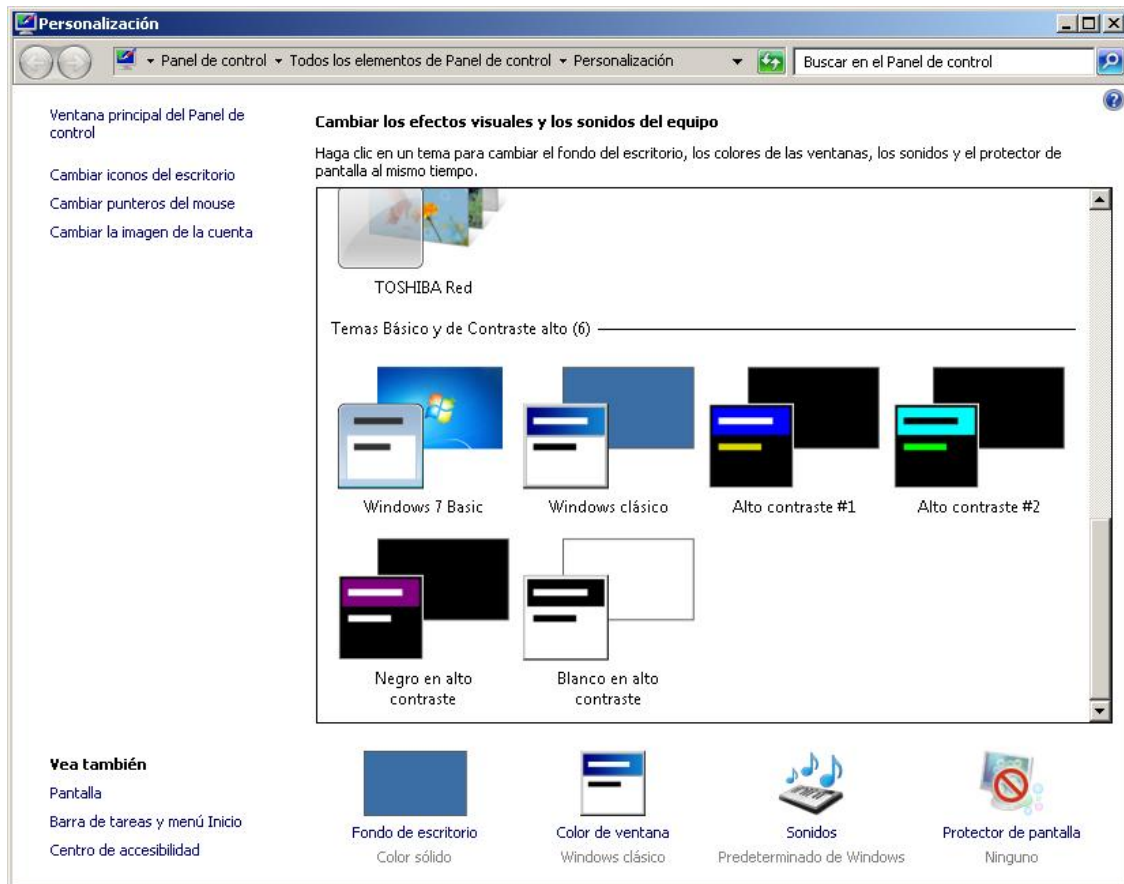 Personalización
Panel de control Todos los elementos de Panel de control Personalización
Buscar en el Panel de control
Ventana principal del Panel de
control
Cambiar iconos del escritorio
Cambiar punteros del mouse
Cambiar la imagen de la cuenta
Cambiar los efectos visuales y los sonidos del equipo
Haga clic en un tema para cambiar el fondo del escritorio, los colores de las ventanas, los sonidos y el protector de
pantalla al mismo tiempo.
TOSHIBA Red
Temas Básico y de Contraste alto (6)
Windows 7 Basic
Windows clásico
Alto contraste #1
Alto contraste #2
Negro en alto
contraste
Blanco en alto
contraste
Vea también
Pantalla
Barra de tareas y menú Inicio
Centro de accesibilidad
Fondo de escritorio
Color sólido
Color de ventana
Windows clásico
Sonidos
Predeterminado de Windows
Protector de pantalla
Ninguno